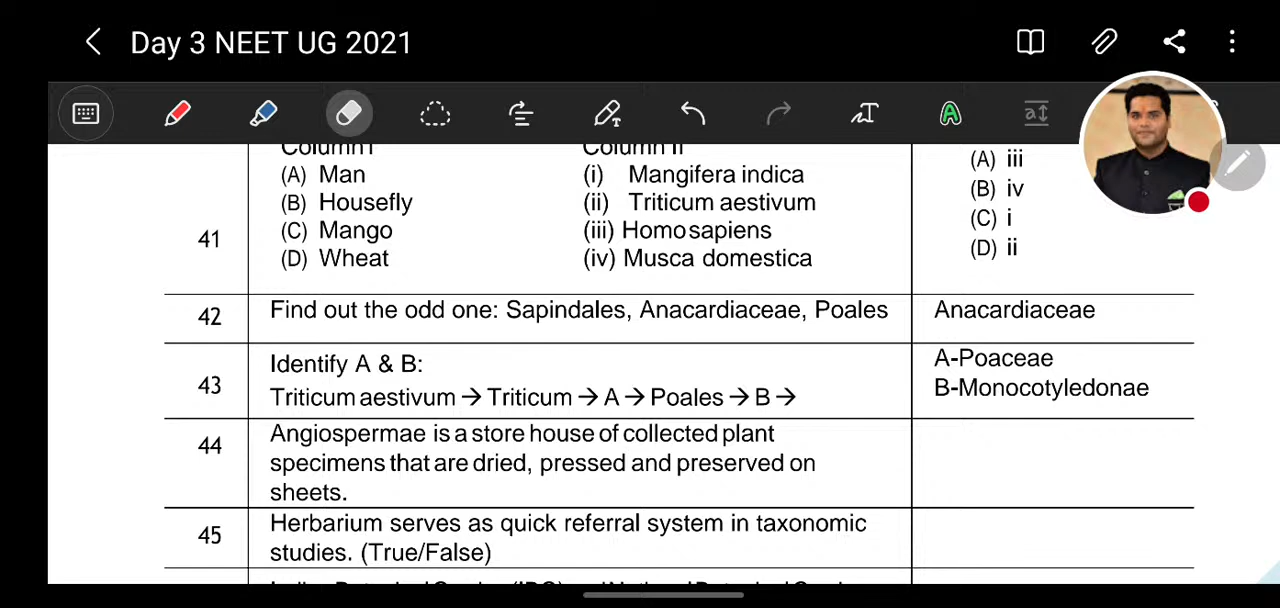 Day 3 NEET UG 2021
Column I Column II
(A) Man (i) Mangifera indica (A) iii
(B) Housefly (ii) Triticum aestivum (B) iv
(C) Mango (iii) Homo sapiens (C) i
(D) Wheat (iv) Musca domestica (D) ii
41
42 Find out the odd one: Sapindales, Anacardiaceae, Poales Anacardiaceae
43 Identify A & B: A-Poaceae
Triticum aestivum → Triticum → A → Poales → B → B-Monocotyledonae
44 Angiospermae is a store house of collected plant
specimens that are dried, pressed and preserved on
sheets.
45 Herbarium serves as quick referral system in taxonomic
studies. (True/False)